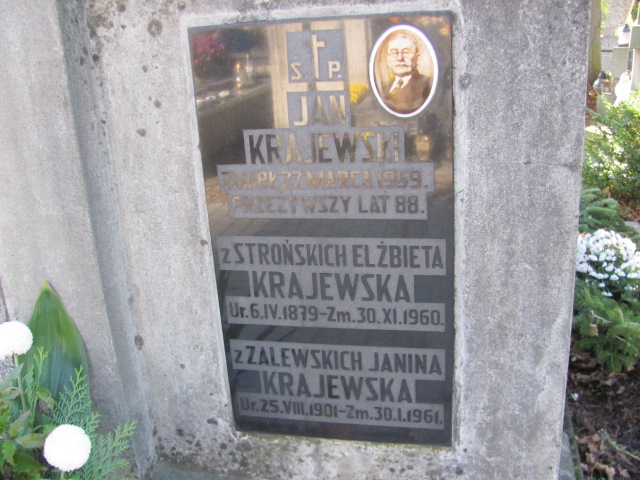 Ś. P.
JAN
KRAJEWSKI
ZMARŁ 22 MARCA 1959.
PRZEŻYWSZY LAT 88.
z STROŃSKICH ELŻBIETA
KRAJEWSKA
Ur. 6. IV. 1879 – Zm. 30. XI. 1960.
z ZALEWSKICH JANINA
KRAJEWSKA
Ur. 25. VIII. 1901 – Zm. 30. I. 1961.